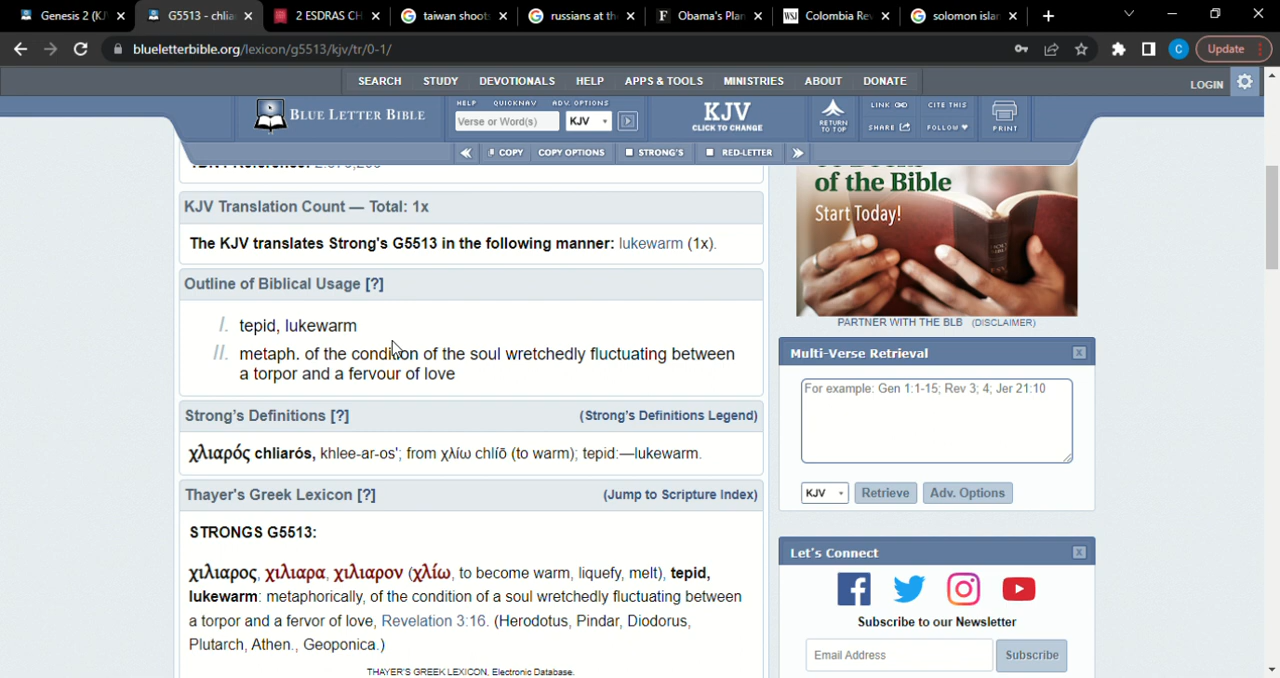 Genesis 2 (KJ
G5513 - chlia
2 ESDRAS CH
taiwan shoot
russians at th
Obama's Plan
WSJ
Colombia Re
solomon isla
blueletterbible.org/lexicon/g5513/kjv/tr/0-1/
C
Update
SEARCH STUDY DEVOTIONALS HELP APPS & TOOLS MINISTRIES ABOUT DONATE
LOGIN
BLUE LETTER BIBLE
HELP QUICKNAV ADV. OPTIONS
Verse or Word(s)
KJV
KJV
CLICK TO CHANGE
RETURN
TO TOP
LINK
CITE THIS
SHARE
FOLLOW
PRINT
COPY
COPY OPTIONS
STRONG'S
RED-LETTER
KJV Translation Count — Total: 1x
The KJV translates Strong's G5513 in the following manner: lukewarm (1x).
Outline of Biblical Usage [?]
I. tepid, lukewarm
II. metaph. of the condition of the soul wretchedly fluctuating between
a torpor and a fervour of love
Strong's Definitions [?]
(Strong's Definitions Legend)
χλιαρός chliarós, khlee-ar-os'; from χλίω chlíō (to warm); tepid:—lukewarm.
Thayer's Greek Lexicon [?]
(Jump to Scripture Index)
STRONGS G5513:
χιλιαρος, χιλιαρα, χιλιαρον (χλίω, to become warm, liquefy, melt), tepid,
lukewarm: metaphorically, of the condition of a soul wretchedly fluctuating between
a torpor and a fervor of love, Revelation 3:16. (Herodotus, Pindar, Diodorus,
Plutarch, Athen., Geoponica.)
THAYER'S GREEK LEXICON, Electronic Database.
of the Bible
Start Today!
PARTNER WITH THE BLB (DISCLAIMER)
Multi-Verse Retrieval
For example: Gen 1:1-15; Rev 3; 4; Jer 21:10
KJV
Retrieve
Adv. Options
Let's Connect
Subscribe to our Newsletter
Email Address
Subscribe